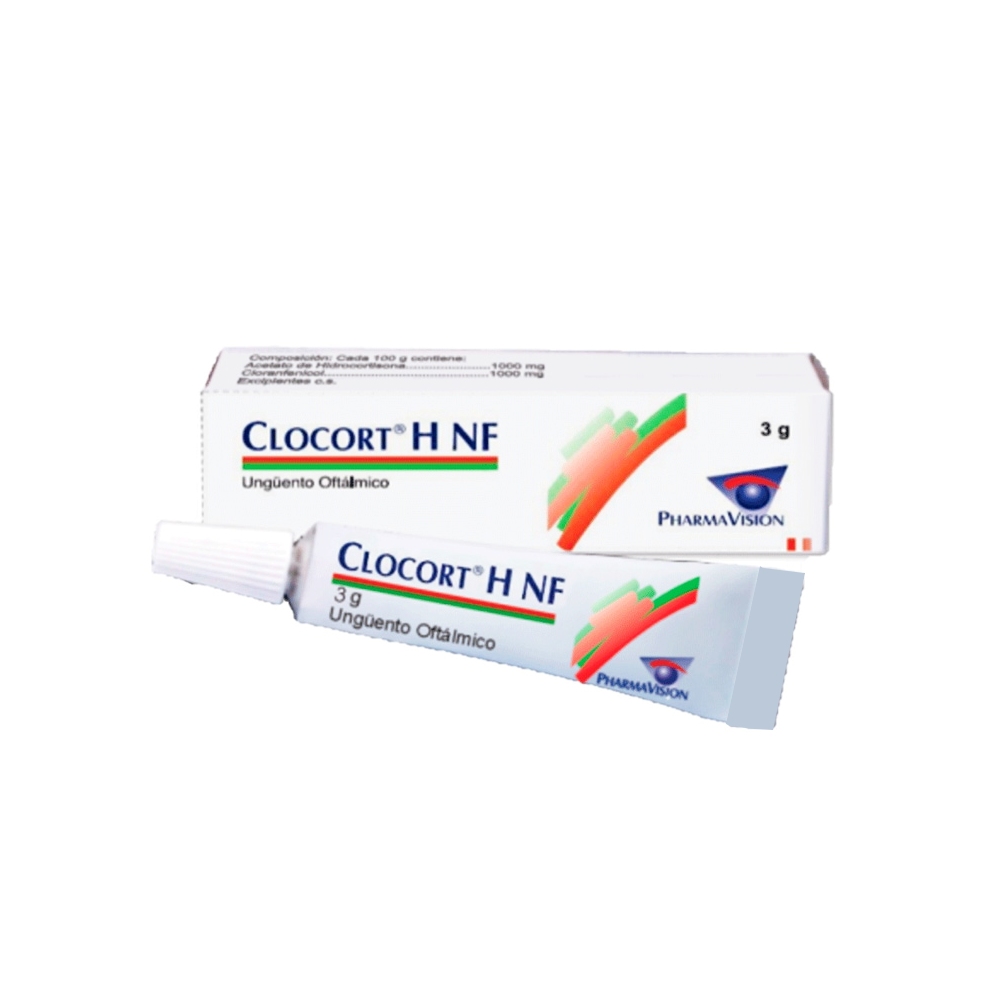 Composición: Cada 100 g contiene:
Acetato de Hidrocortisona....................1000 mg
Cloranfenicol.......................................1000 mg
Excipientes c.s.
CLOCORT® H NF
Ungüento Oftálmico
3 g
PHARMAVISION
CLOCORT® H NF
3 g
Ungüento Oftálmico
PHARMAVISION